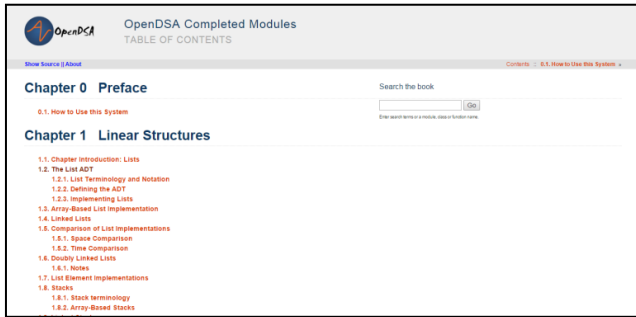 OpenDSA
OpenDSA Completed Modules
TABLE OF CONTENTS
Show Source || About
Contents :: 0.1. How to Use this System »
Chapter 0 Preface
0.1. How to Use this System
Search the book
Go
Enter search terms or a module, class or function name.
Chapter 1 Linear Structures
1.1. Chapter Introduction: Lists
1.2. The List ADT
1.2.1. List Terminology and Notation
1.2.2. Defining the ADT
1.2.3. Implementing Lists
1.3. Array-Based List Implementation
1.4. Linked Lists
1.5. Comparison of List Implementations
1.5.1. Space Comparison
1.5.2. Time Comparison
1.6. Doubly Linked Lists
1.6.1. Notes
1.7. List Element Implementations
1.8. Stacks
1.8.1. Stack terminology
1.8.2. Array-Based Stacks